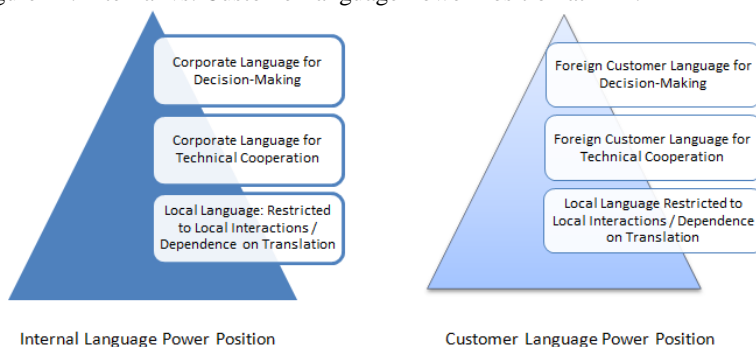 Corporate Language for
Decision-Making
Corporate Language for
Technical Cooperation
Local Language: Restricted
to Local Interactions /
Dependence on Translation
Internal Language Power Position
Foreign Customer Language for
Decision-Making
Foreign Customer Language for
Technical Cooperation
Local Language Restricted to
Local Interactions / Dependence
on Translation
Customer Language Power Position